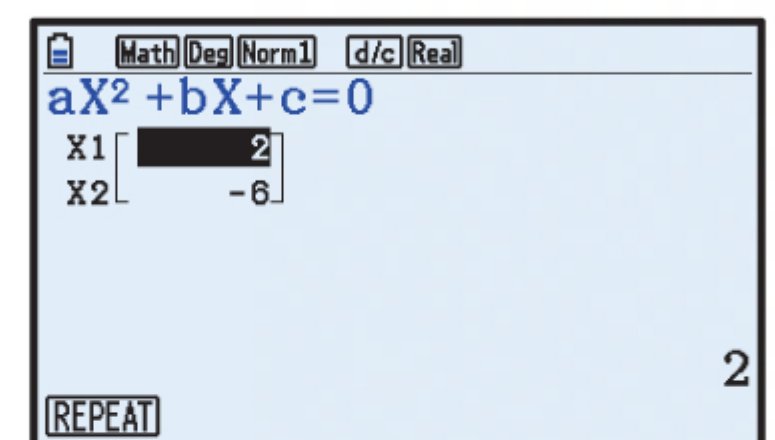 Math Deg Norm1 d/c Real
aX² +bX+c=0
X1[ 2]
X2[ -6]
2
REPEAT